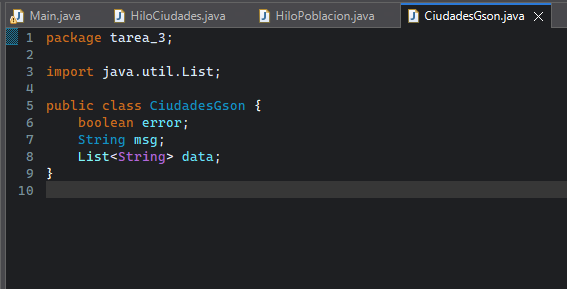 Main.java HiloCiudades.java HiloPoblacion.java CiudadesGson.java
1 package tarea_3;
2
3 import java.util.List;
4
5 public class CiudadesGson {
6 boolean error;
7 String msg;
8 List<String> data;
9 }
10